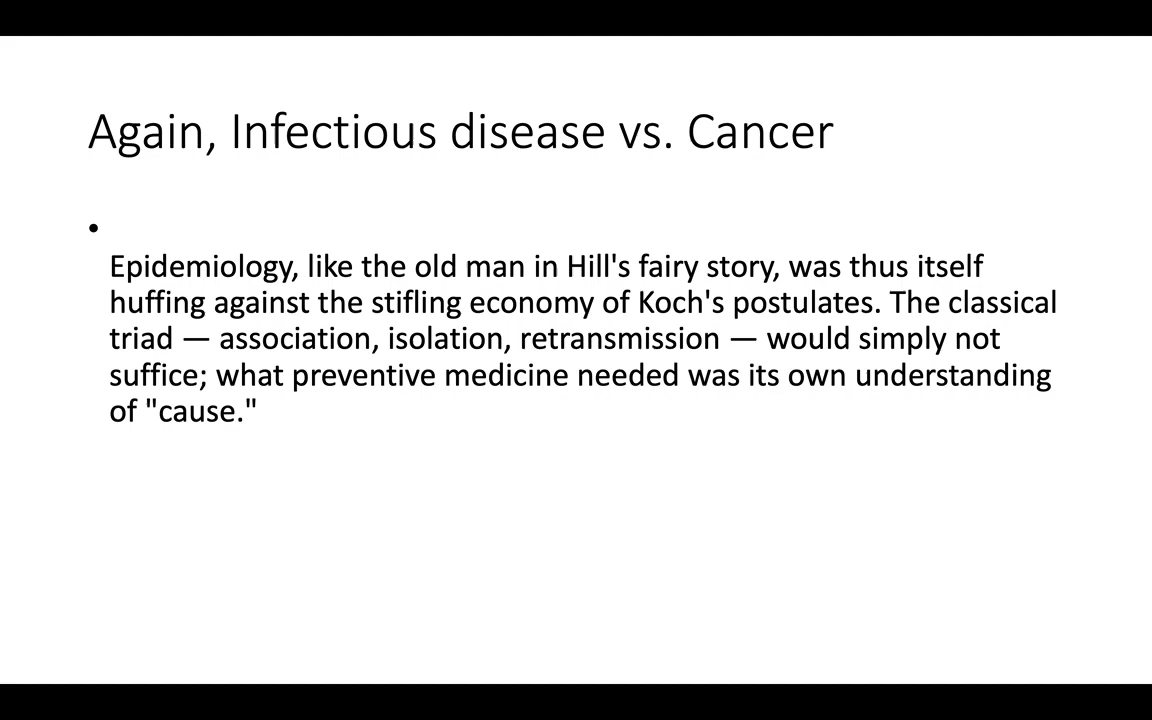 Again, Infectious disease vs. Cancer
•
Epidemiology, like the old man in Hill's fairy story, was thus itself
huffing against the stifling economy of Koch's postulates. The classical
triad — association, isolation, retransmission — would simply not
suffice; what preventive medicine needed was its own understanding
of "cause."